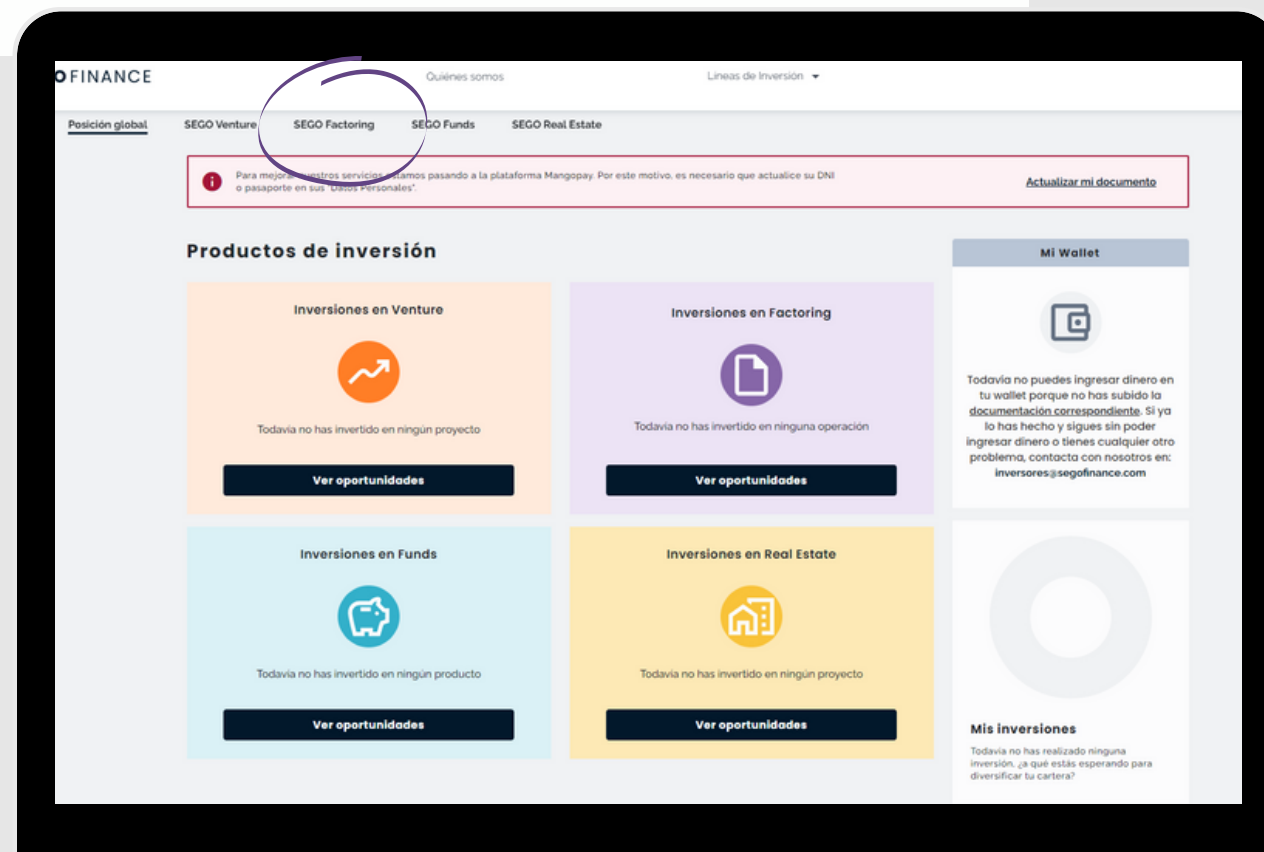 OFINANCE
Quiénes somos
Líneas de Inversión
Posición global
SEGO Venture
SEGO Factoring
SEGO Funds
SEGO Real Estate
Para mejorar nuestros servicios estamos pasando a la plataforma Mangopay. Por este motivo, es necesario que actualice su DNI
o pasaporte en sus "Datos Personales".
Actualizar mi documento
Productos de inversión
Inversiones en Venture
Todavía no has invertido en ningún proyecto
Ver oportunidades
Inversiones en Factoring
Todavía no has invertido en ninguna operación
Ver oportunidades
Inversiones en Funds
Todavía no has invertido en ningún producto
Ver oportunidades
Inversiones en Real Estate
Todavía no has invertido en ningún proyecto
Ver oportunidades
Mi Wallet
Todavía no puedes ingresar dinero en
tu wallet porque no has subido la
documentación correspondiente. Si ya
lo has hecho y sigues sin poder
ingresar dinero o tienes cualquier otro
problema, contacta con nosotros en:
inversores@segofinance.com
Mis inversiones
Todavía no has realizado ninguna
inversión, ¿a qué estás esperando para
diversificar tu cartera?